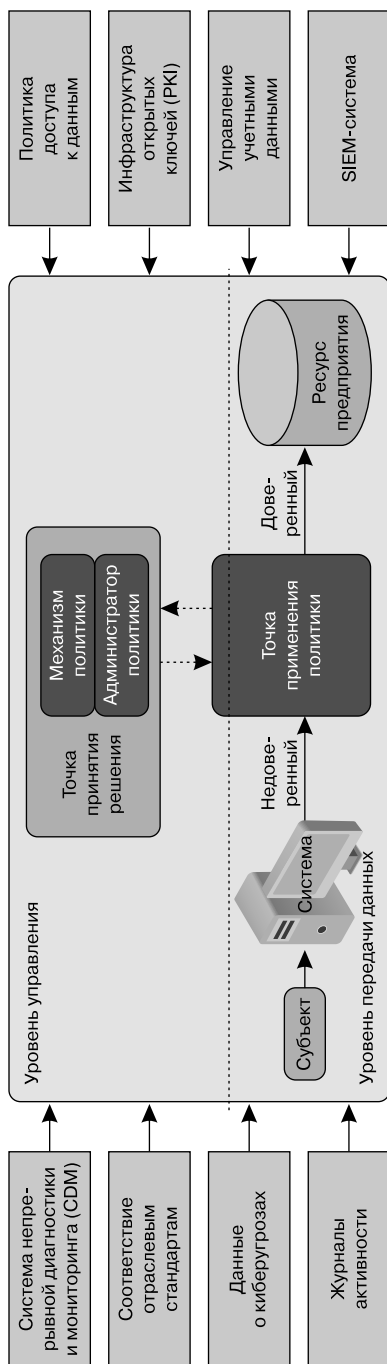 Система непре-
рывной диагностики
и мониторинга (CDM)
Соответствие
отраслевым
стандартам
Данные
о киберугрозах
Журналы
активности
Уровень управления
Точка
принятия
решения
Механизм
политики
Администратор
политики
Субъект
Система
Недове-
ренный
Точка
применения
политики
Дове-
ренный
Ресурс
предприятия
Уровень передачи данных
Политика
доступа
к данным
Инфраструктура
открытых
ключей (PKI)
Управление
учетными
данными
SIEM-система